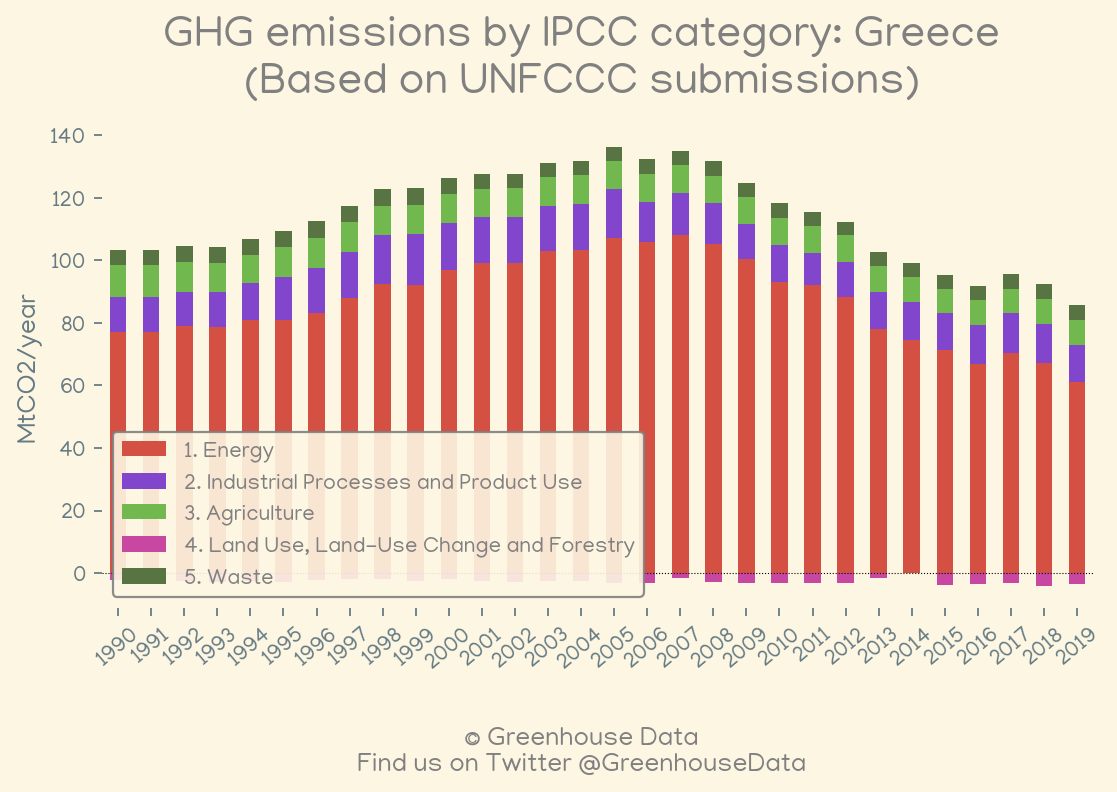 GHG emissions by IPCC category: Greece
(Based on UNFCCC submissions)
MtCO2/year
140
120
100
80
60
40
20
0
1. Energy
2. Industrial Processes and Product Use
3. Agriculture
4. Land Use, Land-Use Change and Forestry
5. Waste
1990 1991 1992 1993 1994 1995 1996 1997 1998 1999 2000 2001 2002 2003 2004 2005 2006 2007 2008 2009 2010 2011 2012 2013 2014 2015 2016 2017 2018 2019
© Greenhouse Data
Find us on Twitter @GreenhouseData